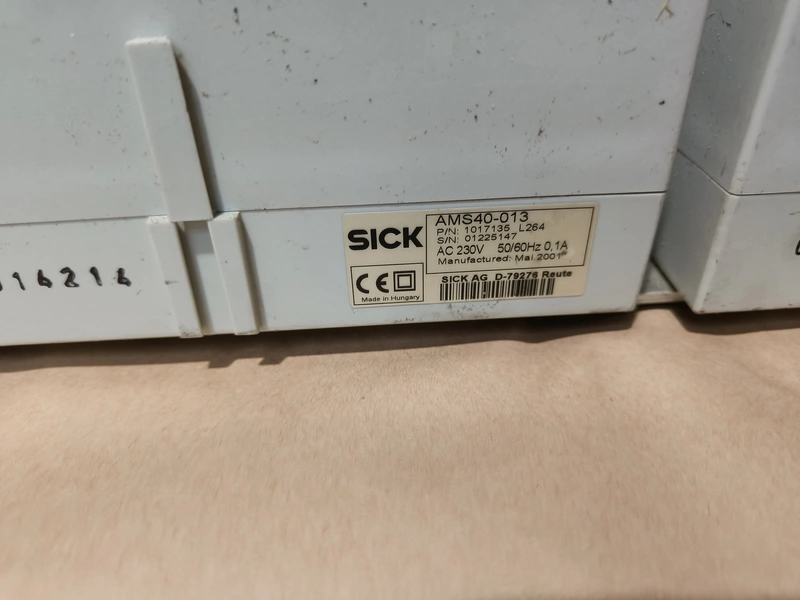 AMS40-013
P/N: 1017135 L264
S/N: 01225147
SICK
AC 230V 50/60Hz 0,1A
Manufactured: Mai.2001
CE
SICK AG D-79276 Reute
Made in Hungary
14214